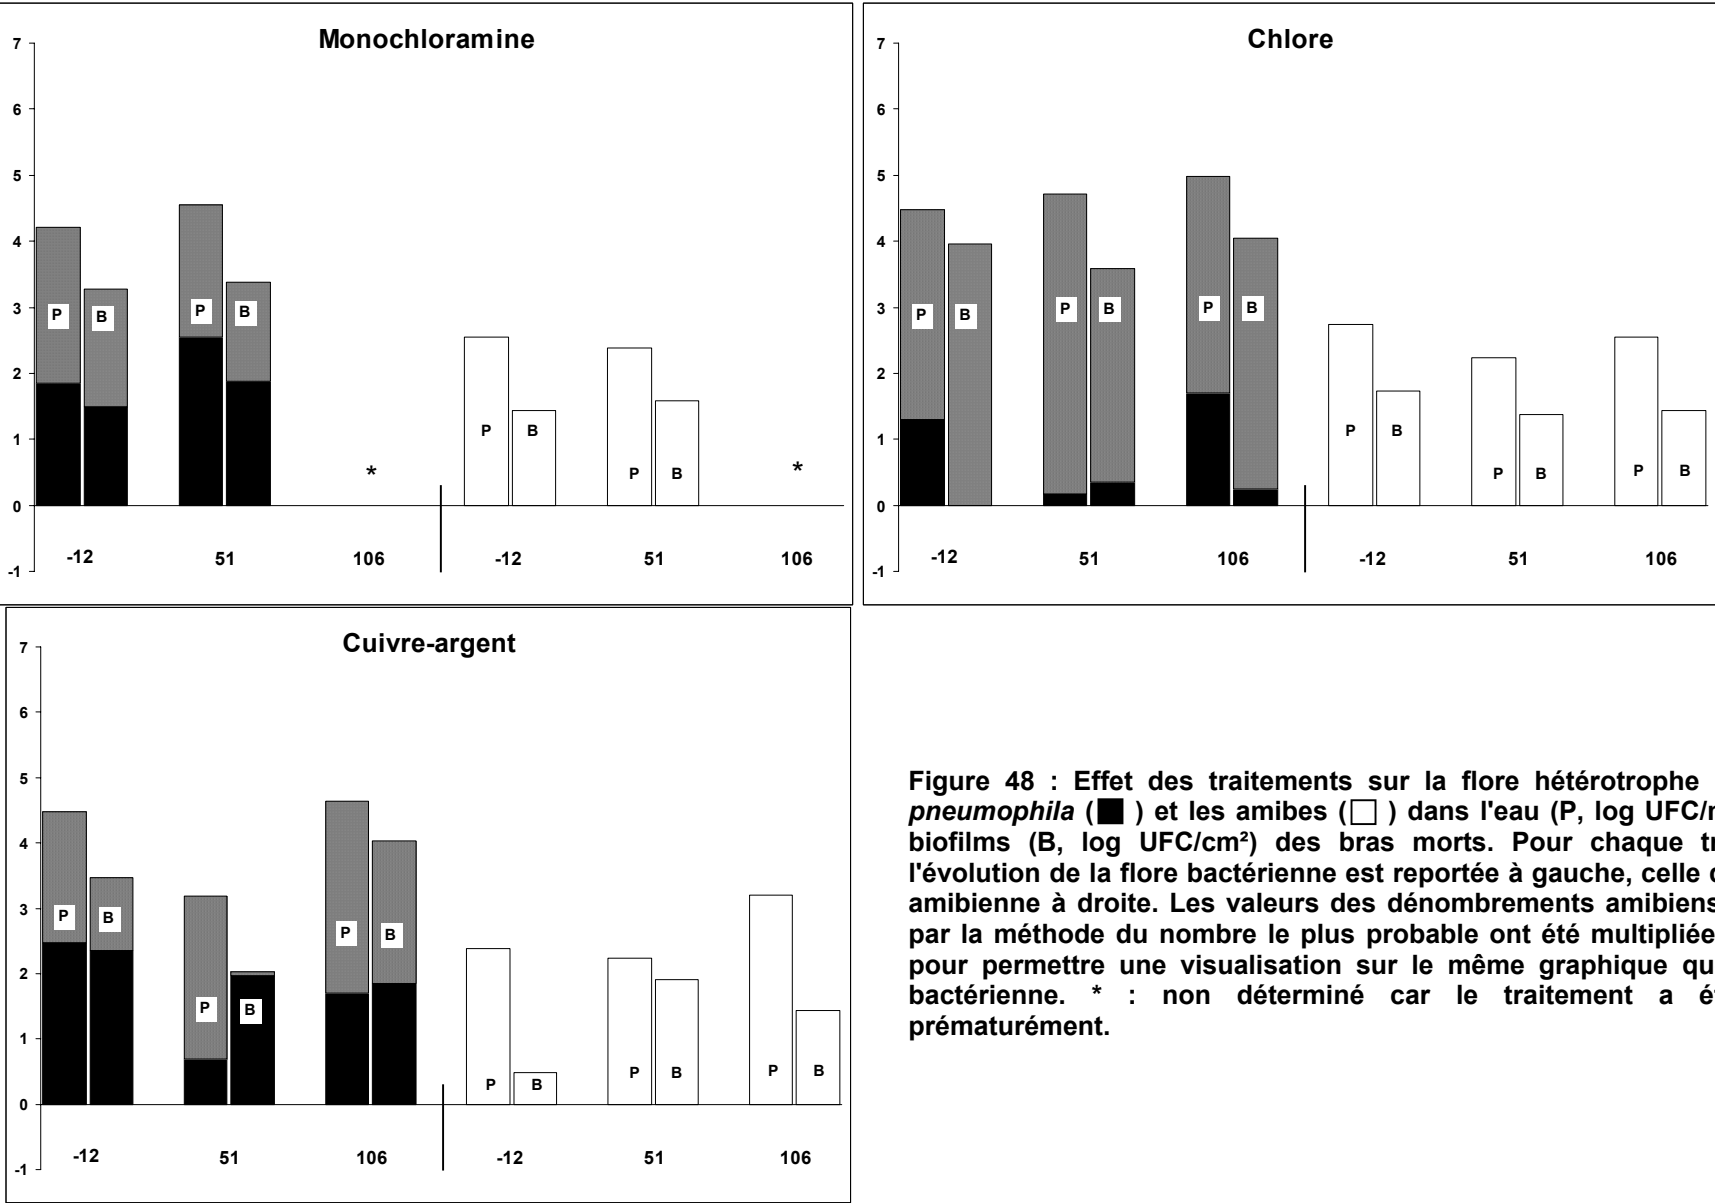 Monochloramine
7
6
5
4
3
2
1
0
-1
P B P B * P B P B *
-12 51 106 -12 51 106
Chlore
7
6
5
4
3
2
1
0
-1
P B P B P B P B P B P B
-12 51 106 -12 51 106
Cuivre-argent
7
6
5
4
3
2
1
0
-1
P B P B P B P B P B P B
-12 51 106 -12 51 106
Figure 48 : Effet des traitements sur la flore hétérotrophe
pneumophila (■ ) et les amibes (□ ) dans l'eau (P, log
biofilms (B, log UFC/cm²) des bras morts. Pour chaque
l'évolution de la flore bactérienne est reportée à gauche, celle
amibienne à droite. Les valeurs des dénombrements amibiens
par la méthode du nombre le plus probable ont été
pour permettre une visualisation sur le même graphique
bactérienne. * : non déterminé car le traitement a
prématurément.